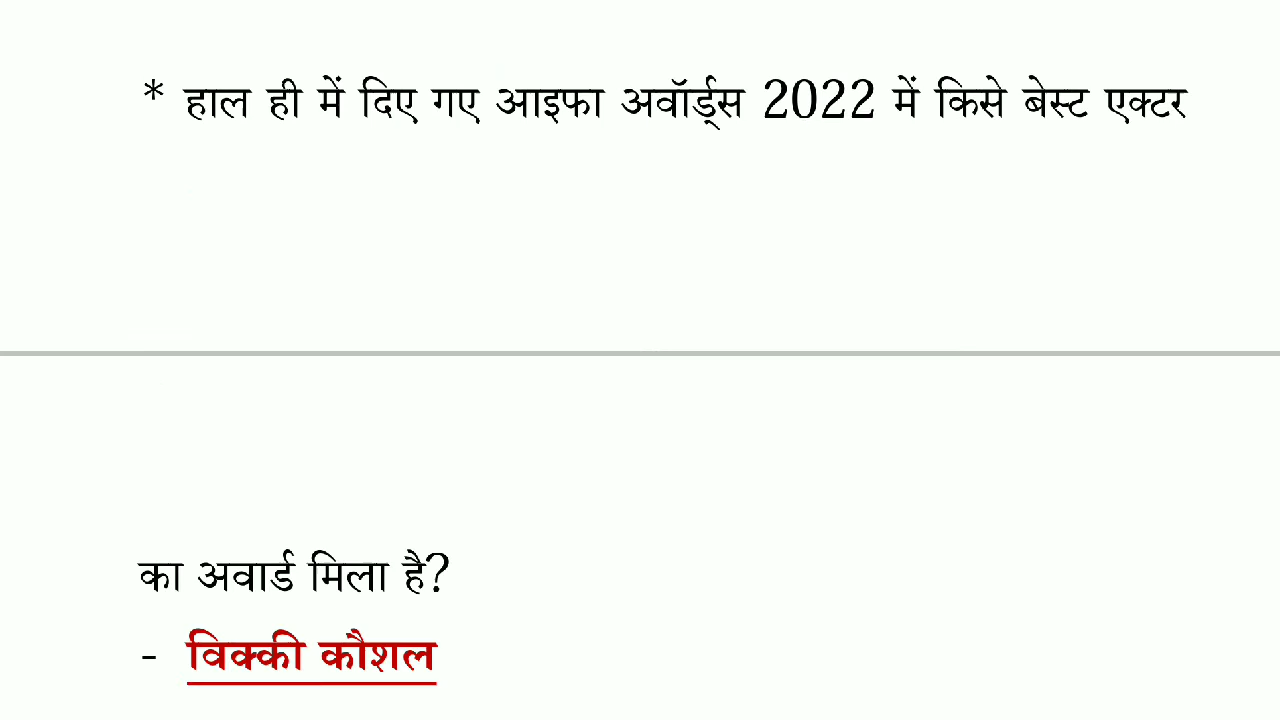 * हाल ही में दिए गए आइफा अवॉर्ड्स 2022 में किसे बेस्ट एक्टर
का अवार्ड मिला है?
- विक्की कौशल